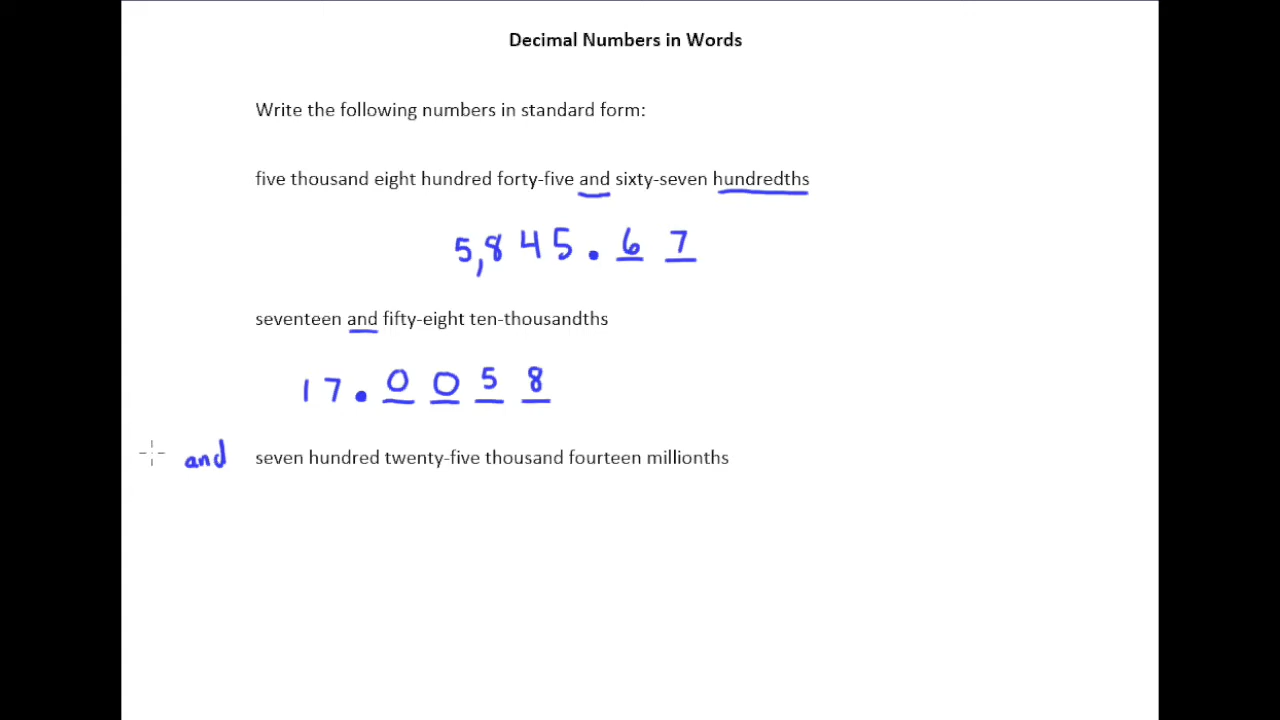 Decimal Numbers in Words
Write the following numbers in standard form:
five thousand eight hundred forty-five and sixty-seven hundredths
5,845.67
seventeen and fifty-eight ten-thousandths
17.0058
and seven hundred twenty-five thousand fourteen millionths